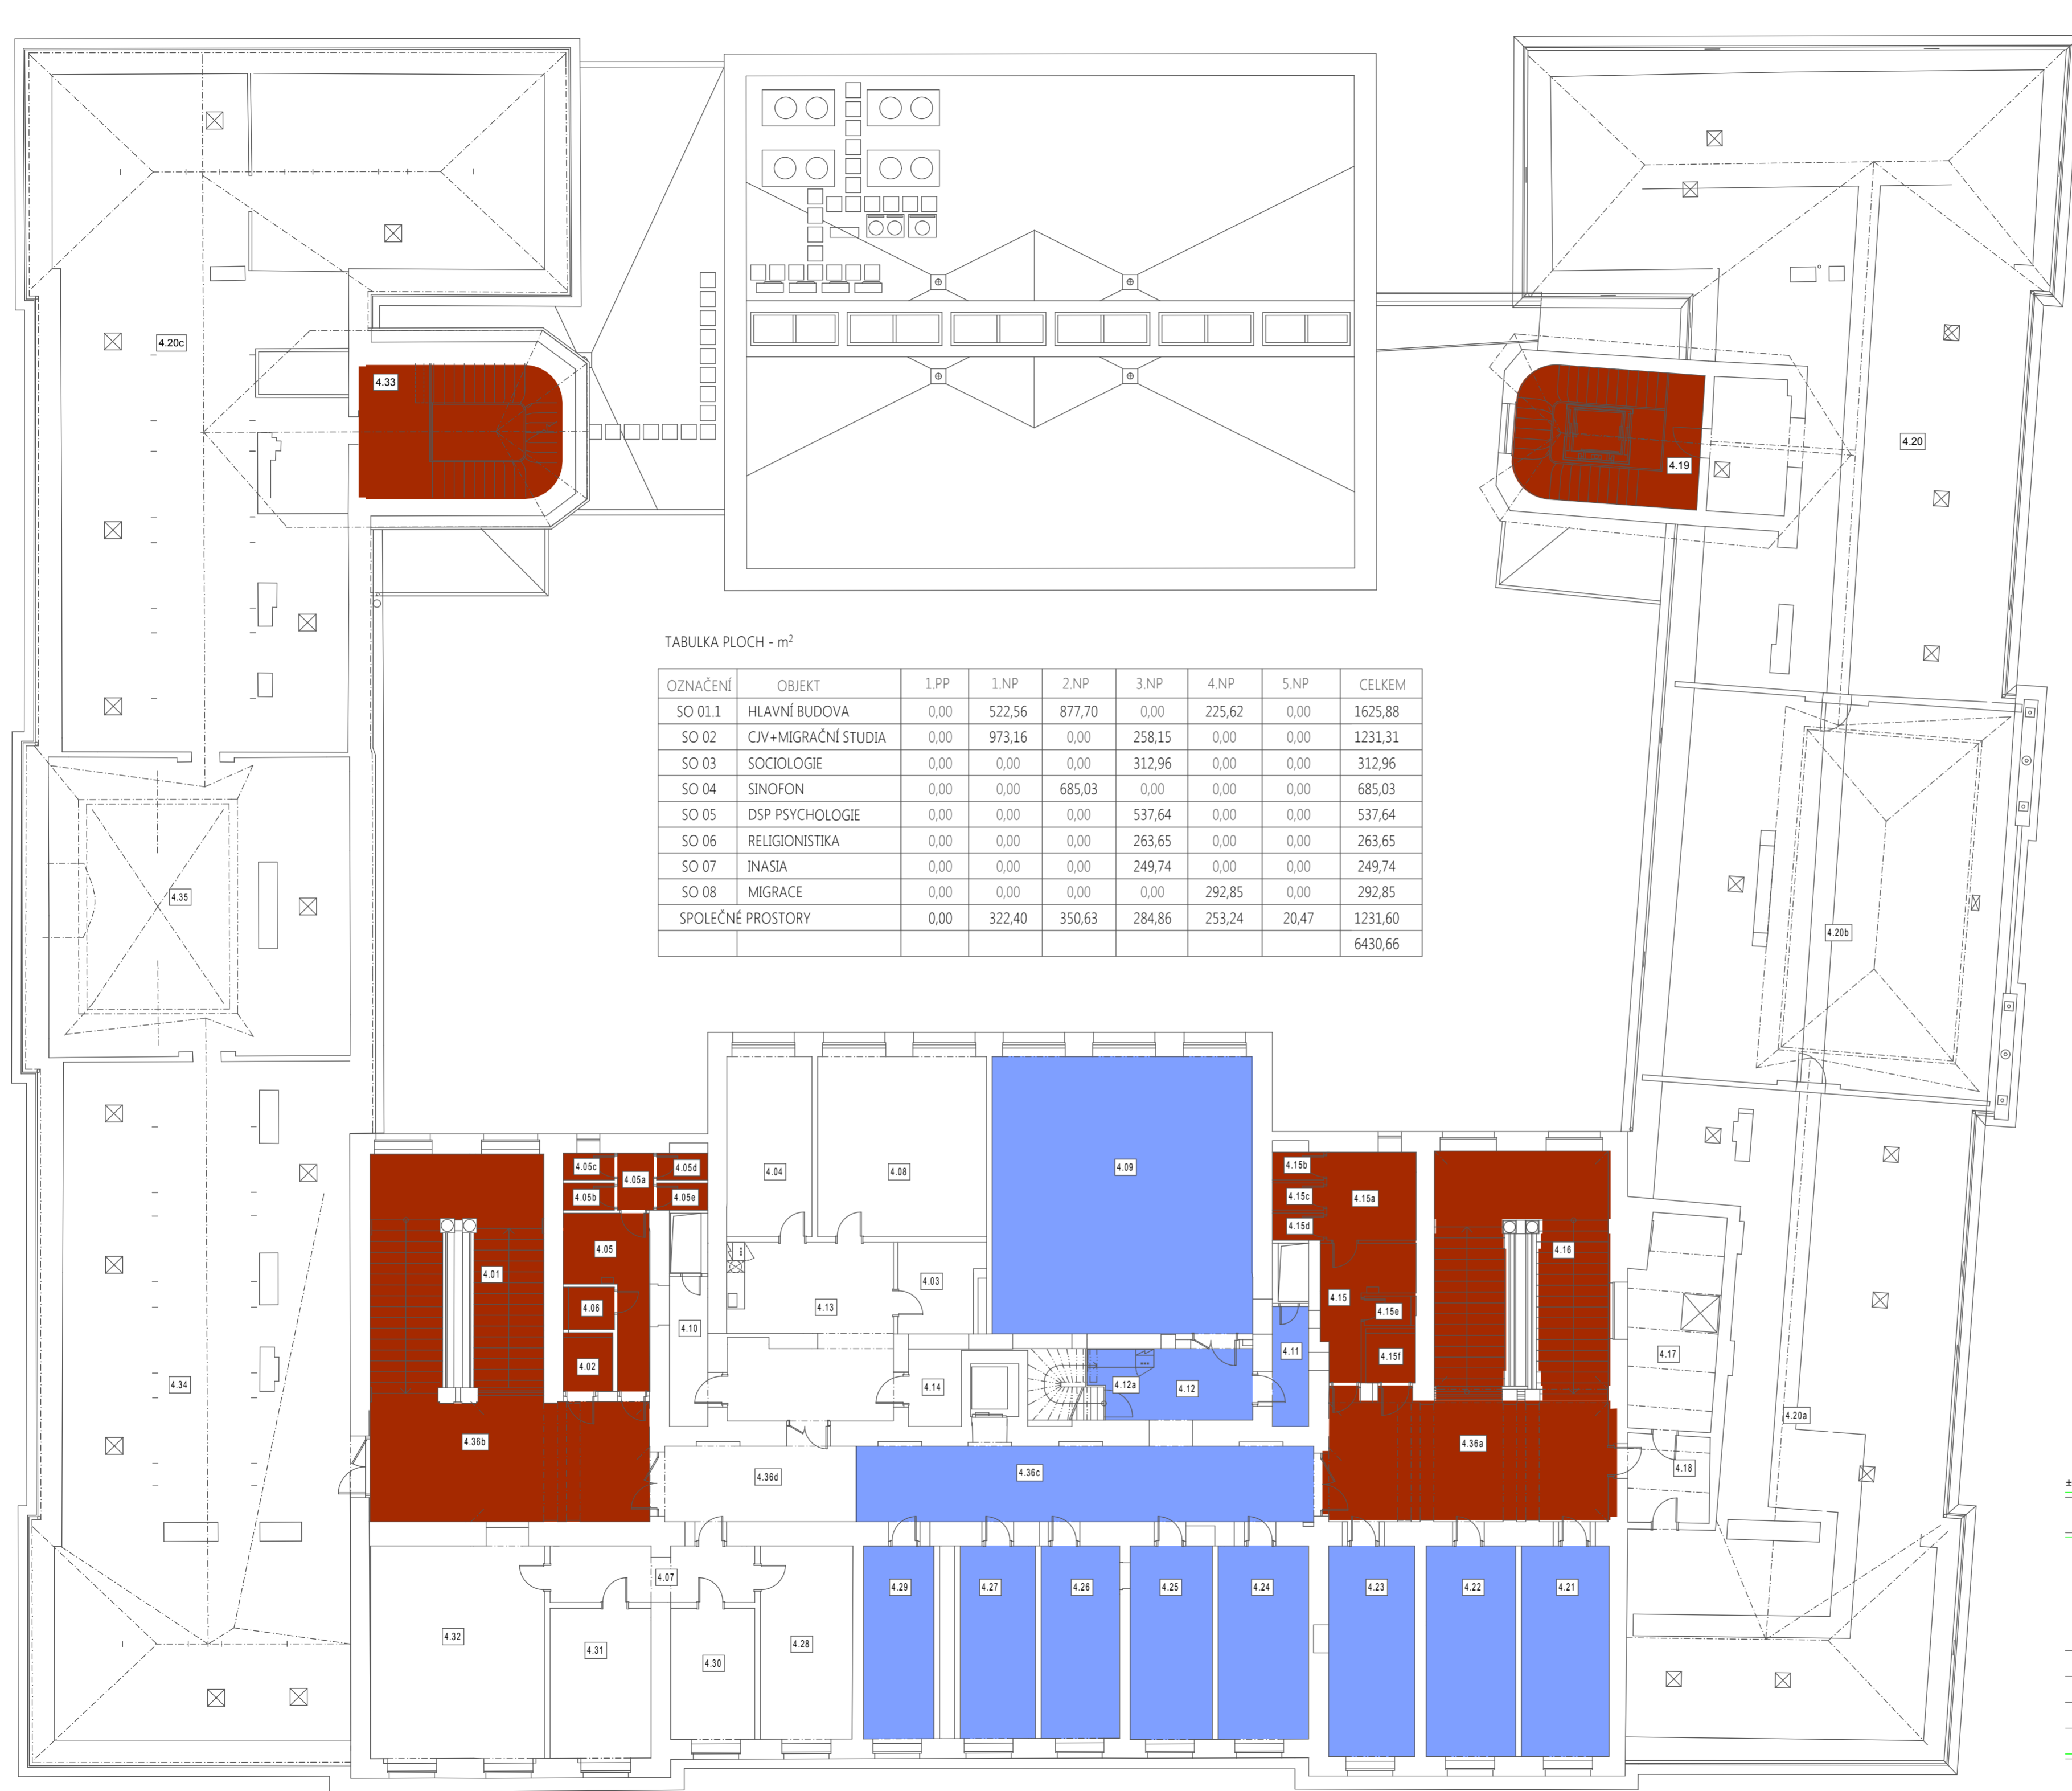 4.33
4.20c
4.19
4.20
TABULKA PLOCH - m²
OZNAČENÍ OBJEKT 1.PP 1.NP 2.NP 3.NP 4.NP 5.NP CELKEM
SO 01.1 HLAVNÍ BUDOVA 0,00 522,56 877,70 0,00 225,62 0,00 1625,88
SO 02 CJV+MIGRAČNÍ STUDIA 0,00 973,16 0,00 258,15 0,00 0,00 1231,31
SO 03 SOCIOLOGIE 0,00 0,00 0,00 312,96 0,00 0,00 312,96
SO 04 SINOFON 0,00 0,00 685,03 0,00 0,00 0,00 685,03
SO 05 DSP PSYCHOLOGIE 0,00 0,00 0,00 537,64 0,00 0,00 537,64
SO 06 RELIGIONISTIKA 0,00 0,00 0,00 263,65 0,00 0,00 263,65
SO 07 INASIA 0,00 0,00 0,00 249,74 0,00 0,00 249,74
SO 08 MIGRACE 0,00 0,00 0,00 0,00 292,85 0,00 292,85
SPOLEČNÉ PROSTORY 0,00 322,40 350,63 284,86 253,24 20,47 1231,60
6430,66
4.35
4.20b
4.05c
4.05a
4.05d
4.04
4.08
4.09
4.15b
4.05b
4.05e
4.15c
4.15a
4.15d
4.05
4.16
4.01
4.03
4.06
4.13
4.10
4.15
4.15e
4.11
4.17
4.02
4.15f
4.34
4.14
4.12a
4.12
4.20a
4.36b
4.36a
4.36d
4.36c
4.18
±
4.07
4.29
4.27
4.26
4.25
4.24
4.23
4.22
4.21
4.32
4.31
4.30
4.28